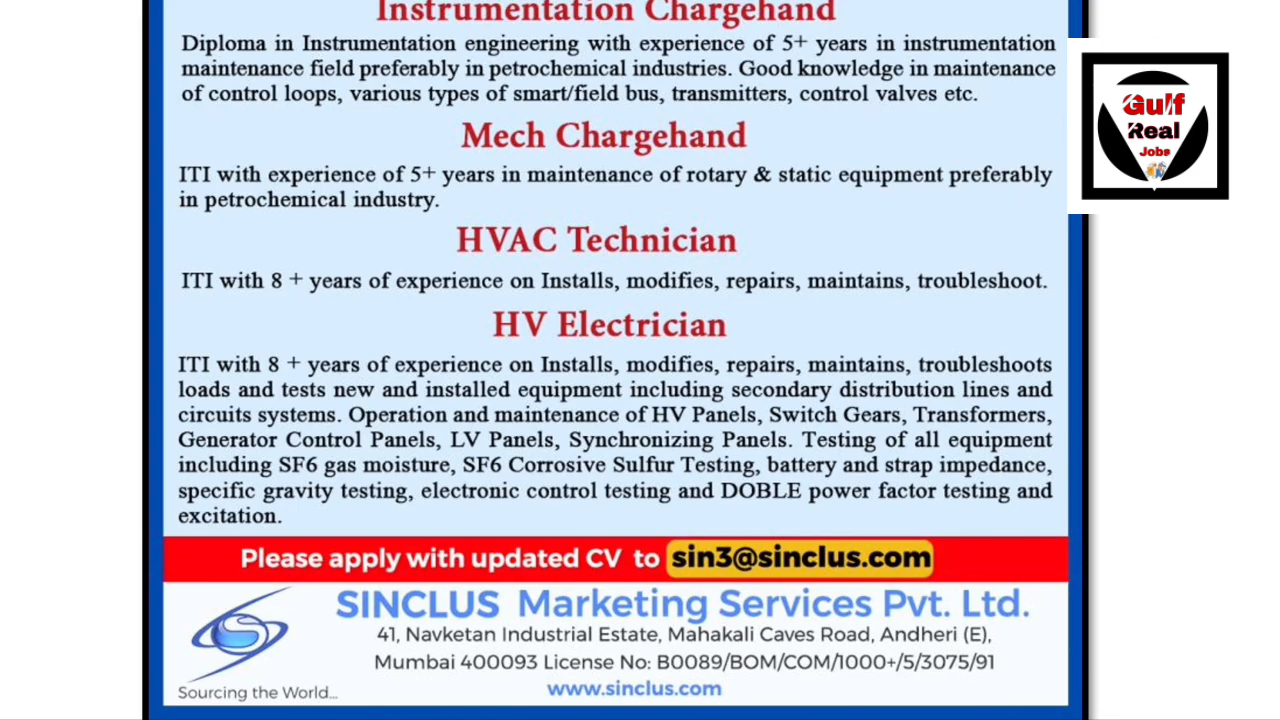 Instrumentation Chargehand
Diploma in Instrumentation engineering with experience of 5+ years in instrumentation
maintenance field preferably in petrochemical industries. Good knowledge in maintenance
of control loops, various types of smart/field bus, transmitters, control valves etc.
Mech Chargehand
ITI with experience of 5+ years in maintenance of rotary & static equipment preferably
in petrochemical industry.
HVAC Technician
ITI with 8 + years of experience on Installs, modifies, repairs, maintains, troubleshoot.
HV Electrician
ITI with 8 + years of experience on Installs, modifies, repairs, maintains, troubleshoots
loads and tests new and installed equipment including secondary distribution lines and
circuits systems. Operation and maintenance of HV Panels, Switch Gears, Transformers,
Generator Control Panels, LV Panels, Synchronizing Panels. Testing of all equipment
including SF6 gas moisture, SF6 Corrosive Sulfur Testing, battery and strap impedance,
specific gravity testing, electronic control testing and DOBLE power factor testing and
excitation.
Please apply with updated CV to sin3@sinclus.com
SINCLUS Marketing Services Pvt. Ltd.
41, Navketan Industrial Estate, Mahakali Caves Road, Andheri (E),
Mumbai 400093 License No: B0089/BOM/COM/1000+/5/3075/91
Sourcing the World...
www.sinclus.com
Gulf
Real
Jobs